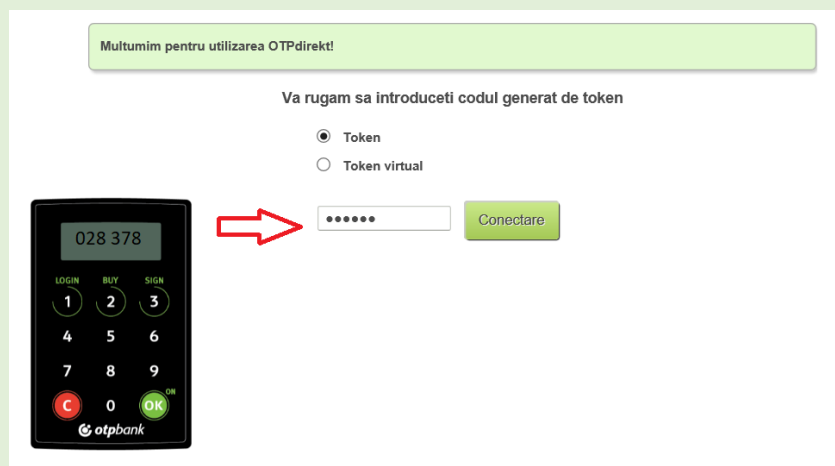 Multumim pentru utilizarea OTPdirekt!
Va rugam sa introduceti codul generat de token
Token
Token virtual
•••••• Conectare
028 378
LOGIN BUY SIGN
1 2 3
4 5 6
7 8 9
ON
C 0 OK
otpbank